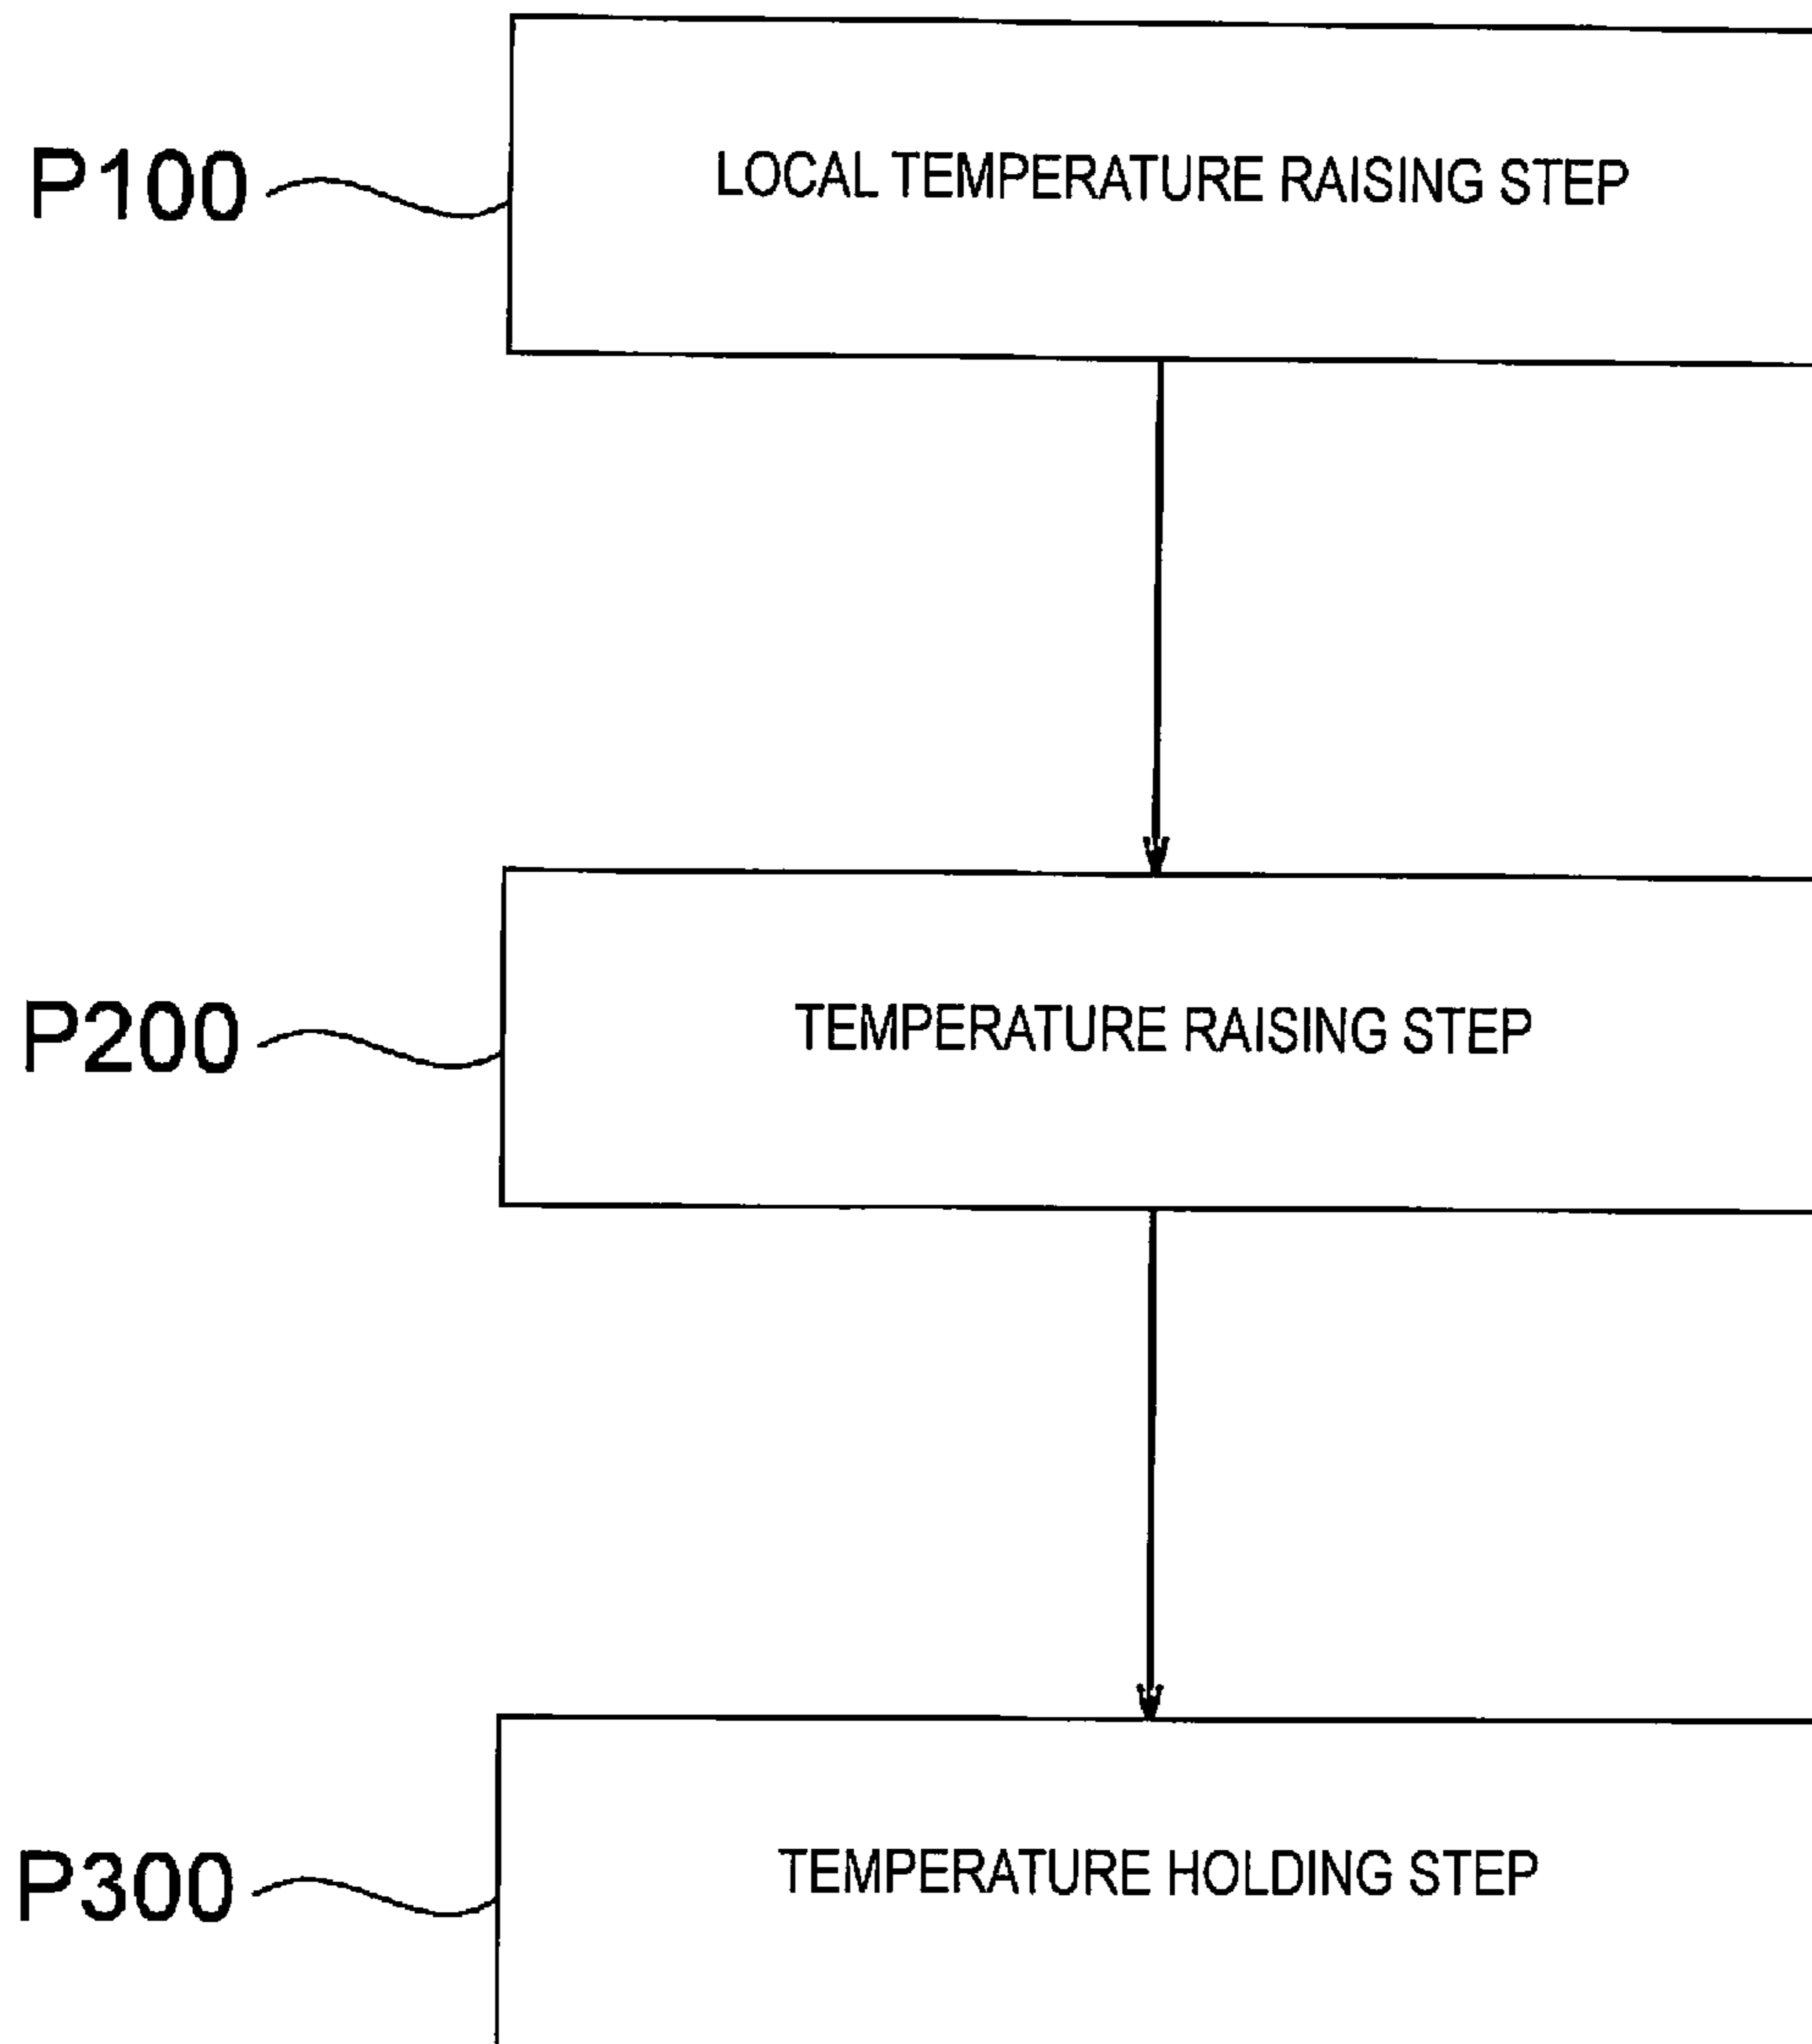 P100
LOCAL TEMPERATURE RAISING STEP
P200
TEMPERATURE RAISING STEP
P300
TEMPERATURE HOLDING STEP